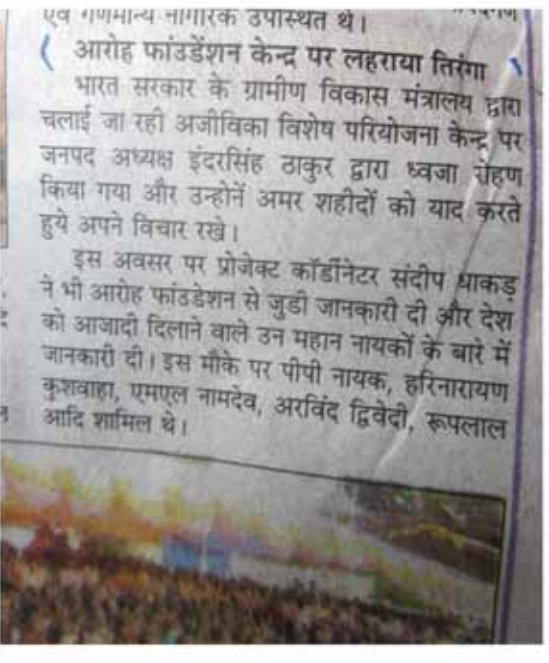 एवं गणमान्य नागरिक उपस्थित थे।
आरोह फांउडेंशन केन्द्र पर लहराया तिरंगा
भारत सरकार के ग्रामीण विकास मंत्रालय द्वारा
चलाई जा रही अजीविका विशेष परियोजना केन्द्र पर
जनपद अध्यक्ष इंदरसिंह ठाकुर द्वारा ध्वजा रोहण
किया गया और उन्होनें अमर शहीदों को याद करते
हुये अपने विचार रखे।
इस अवसर पर प्रोजेक्ट कॉर्डीनेटर संदीप धाकड़
ने भी आरोह फांउडेशन से जुडी जानकारी दी और देश
को आजादी दिलाने वाले उन महान नायकों के बारे में
जानकारी दी। इस मौके पर पीपी नायक, हरिनारायण
कुशवाहा, एमएल नामदेव, अरविंद द्विवेदी, रूपलाल
आदि शामिल थे।